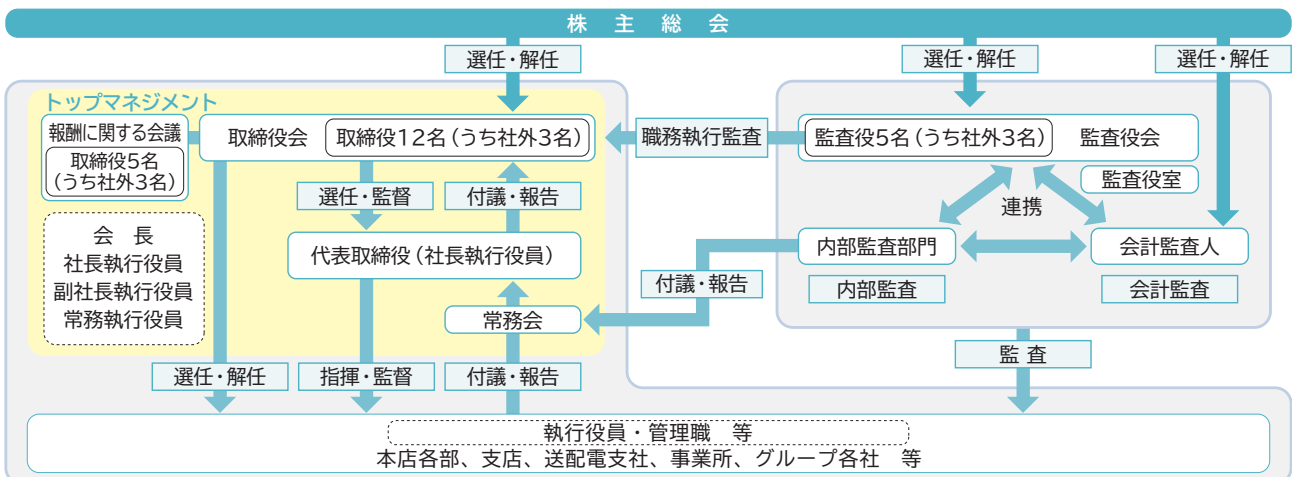 株 主 総 会
選任・解任
選任・解任
選任・解任
トップマネジメント
報酬に関する会議
取締役5名
(うち社外3名)
取締役会
取締役12名(うち社外3名)
職務執行監査
監査役5名(うち社外3名)
監査役会
監査役室
選任・監督
付議・報告
連携
会 長
社長執行役員
副社長執行役員
常務執行役員
代表取締役(社長執行役員)
内部監査部門
会計監査人
付議・報告
内部監査
会計監査
常務会
監 査
選任・解任
指揮・監督
付議・報告
執行役員・管理職 等
本店各部、支店、送配電支社、事業所、グループ各社 等